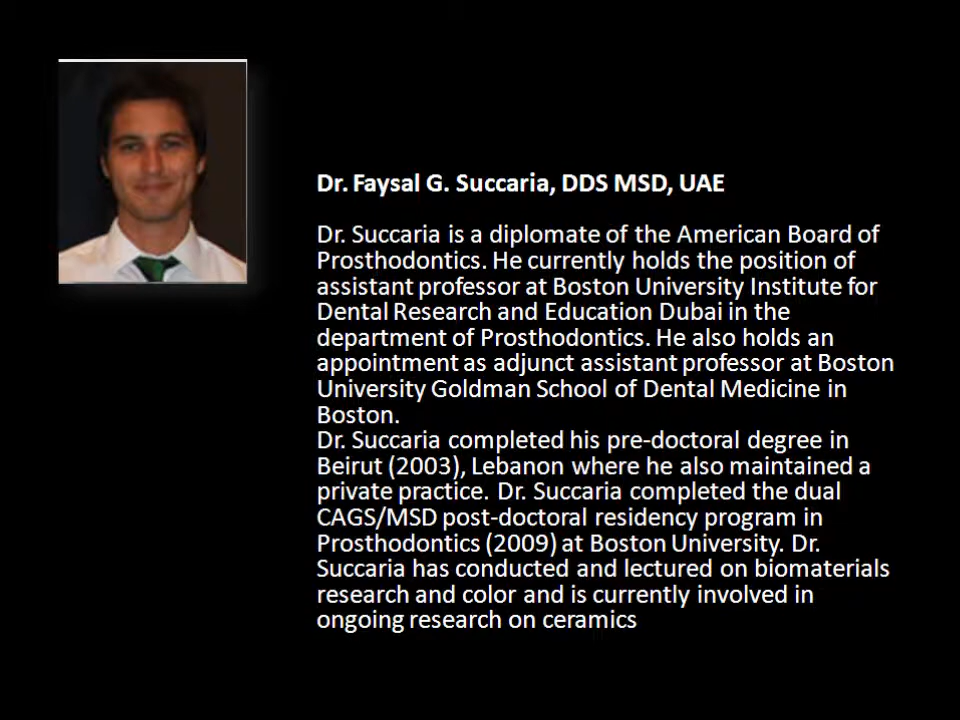 Dr. Faysal G. Succaria, DDS MSD, UAE
Dr. Succaria is a diplomate of the American Board of
Prosthodontics. He currently holds the position of
assistant professor at Boston University Institute for
Dental Research and Education Dubai in the
department of Prosthodontics. He also holds an
appointment as adjunct assistant professor at Boston
University Goldman School of Dental Medicine in
Boston.
Dr. Succaria completed his pre-doctoral degree in
Beirut (2003), Lebanon where he also maintained a
private practice. Dr. Succaria completed the dual
CAGS/MSD post-doctoral residency program in
Prosthodontics (2009) at Boston University. Dr.
Succaria has conducted and lectured on biomaterials
research and color and is currently involved in
ongoing research on ceramics